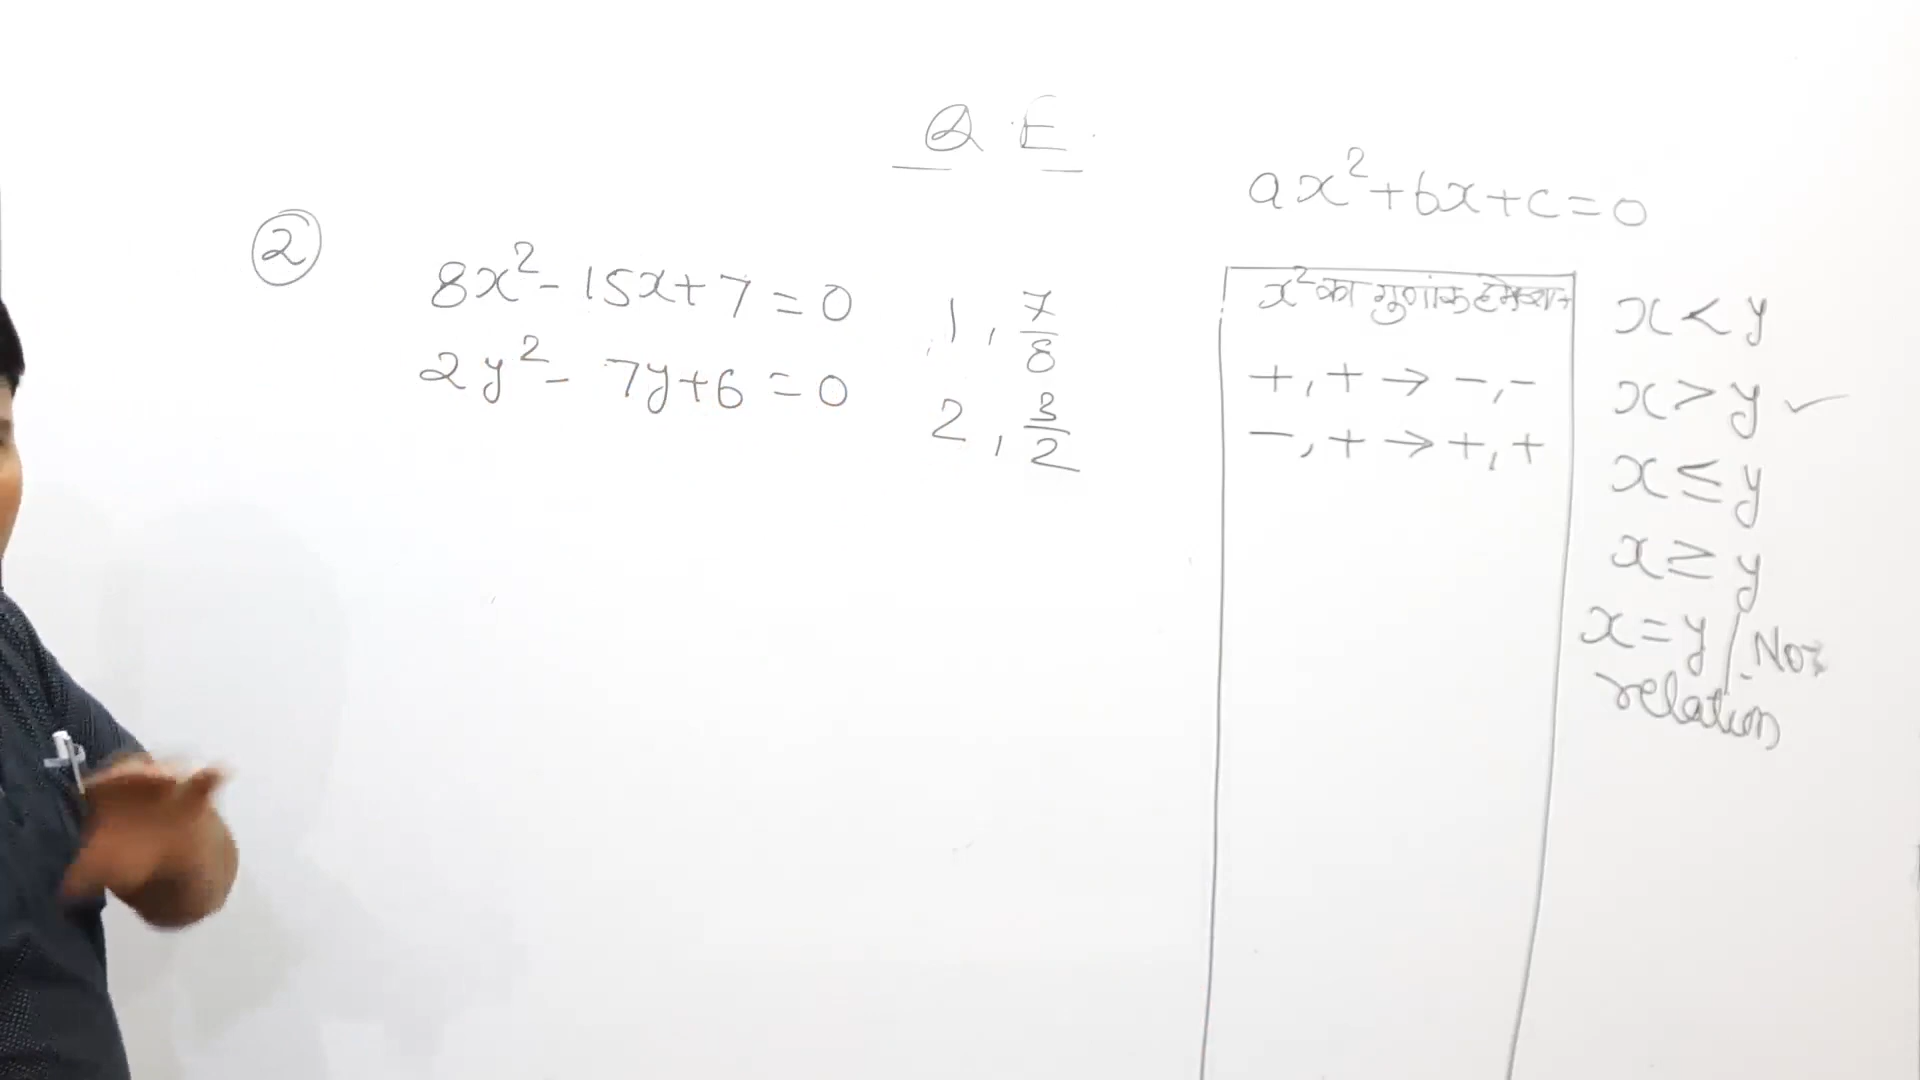 Q E
②
8x² - 15x + 7 = 0
2y² - 7y + 6 = 0
1, 7/8
2, 3/2
ax² + bx + c = 0
x² का गुणांक हमेशा +
+, + → -, -
-, + → +, +
x < y
x > y ✓
x ≤ y
x ≥ y
x = y / No
relation